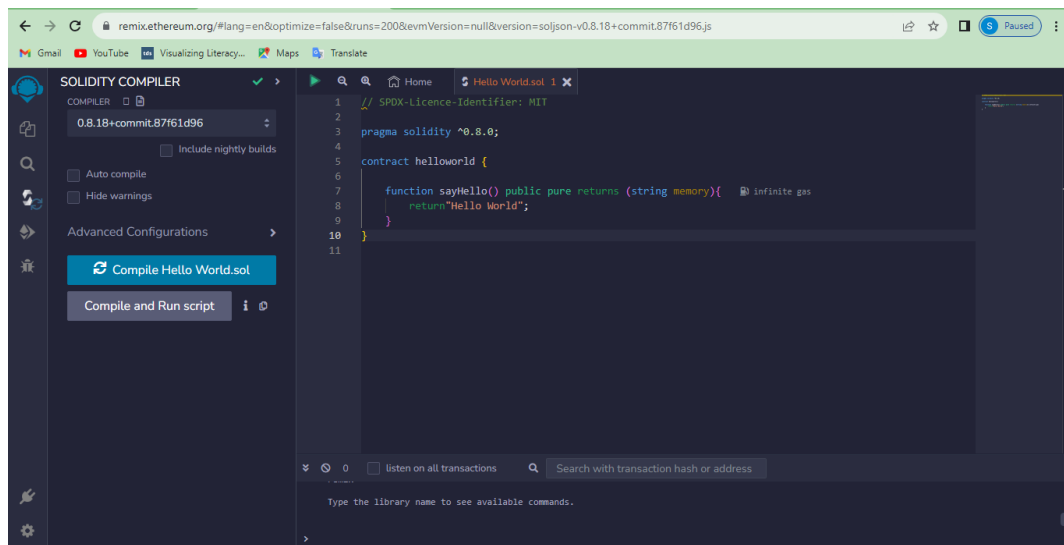 remix.ethereum.org/#lang=en&optimize=false&runs=200&evmVersion=null&version=soljson-v0.8.18+commit.87f61d96.js
S Paused
Gmail YouTube tds Visualizing Literacy... Maps Translate
SOLIDITY COMPILER
COMPILER
0.8.18+commit.87f61d96
Include nightly builds
Auto compile
Hide warnings
Advanced Configurations
Compile Hello World.sol
Compile and Run script
Home Hello World.sol 1
1 // SPDX-Licence-Identifier: MIT
2
3 pragma solidity ^0.8.0;
4
5 contract helloworld {
6
7 function sayHello() public pure returns (string memory){ infinite gas
8 return"Hello World";
9 }
10 }
11
0 listen on all transactions Search with transaction hash or address
Type the library name to see available commands.
>